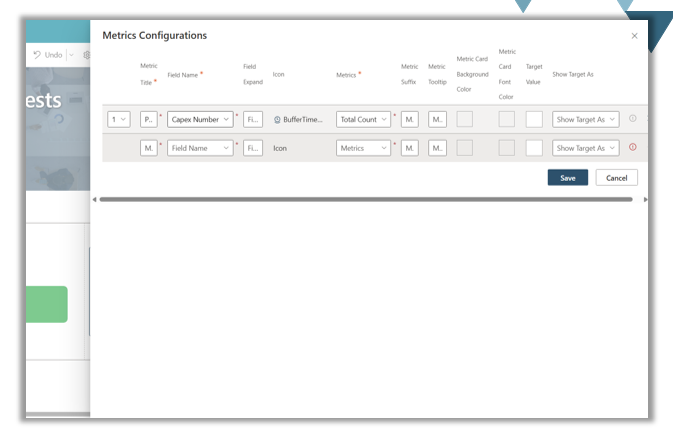 Metrics Configurations
Undo
ests
Metric Title * Field Name * Field Expand Icon Metrics * Metric Suffix Metric Tooltip Metric Card Background Color Metric Card Font Color Target Value Show Target As
1 P... * Capex Number * Fi... BufferTime... Total Count * M. M.. Show Target As
M. * Field Name * Fi... Icon Metrics * M. M.. Show Target As
Save Cancel